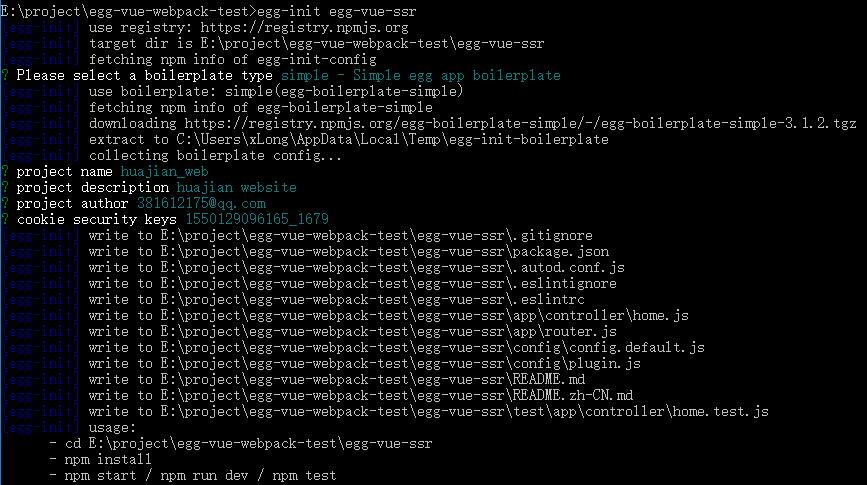 E:\project\egg-vue-webpack-test>egg-init egg-vue-ssr
[egg-init] use registry: https://registry.npmjs.org
[egg-init] target dir is E:\project\egg-vue-webpack-test\egg-vue-ssr
[egg-init] fetching npm info of egg-init-config
? Please select a boilerplate type simple - Simple egg app boilerplate
[egg-init] use boilerplate: simple(egg-boilerplate-simple)
[egg-init] fetching npm info of egg-boilerplate-simple
[egg-init] downloading https://registry.npmjs.org/egg-boilerplate-simple/-/egg-boilerplate-simple-3.1.2.tgz
[egg-init] extract to C:\Users\xLong\AppData\Local\Temp\egg-init-boilerplate
[egg-init] collecting boilerplate config...
? project name huajian_web
? project description huajian website
? project author 381612175@qq.com
? cookie security keys 1550129096165_1679
[egg-init] write to E:\project\egg-vue-webpack-test\egg-vue-ssr\.gitignore
[egg-init] write to E:\project\egg-vue-webpack-test\egg-vue-ssr\package.json
[egg-init] write to E:\project\egg-vue-webpack-test\egg-vue-ssr\.autod.conf.js
[egg-init] write to E:\project\egg-vue-webpack-test\egg-vue-ssr\.eslintignore
[egg-init] write to E:\project\egg-vue-webpack-test\egg-vue-ssr\.eslintrc
[egg-init] write to E:\project\egg-vue-webpack-test\egg-vue-ssr\app\controller\home.js
[egg-init] write to E:\project\egg-vue-webpack-test\egg-vue-ssr\app\router.js
[egg-init] write to E:\project\egg-vue-webpack-test\egg-vue-ssr\config\config.default.js
[egg-init] write to E:\project\egg-vue-webpack-test\egg-vue-ssr\config\plugin.js
[egg-init] write to E:\project\egg-vue-webpack-test\egg-vue-ssr\README.md
[egg-init] write to E:\project\egg-vue-webpack-test\egg-vue-ssr\README.zh-CN.md
[egg-init] write to E:\project\egg-vue-webpack-test\egg-vue-ssr\test\app\controller\home.test.js
[egg-init] usage:
- cd E:\project\egg-vue-webpack-test\egg-vue-ssr
- npm install
- npm start / npm run dev / npm test